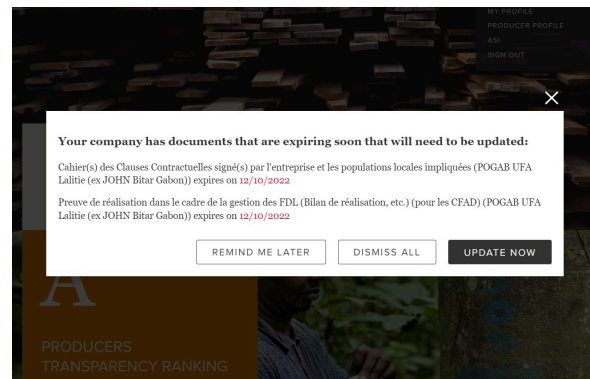 MY PROFILE
PRODUCER PROFILE
ASI
SIGN OUT
Your company has documents that are expiring soon that will need to be updated:
Cahier(s) des Clauses Contractuelles signé(s) par l'entreprise et les populations locales impliquées (POGAB UFA
Lalitie (ex JOHN Bitar Gabon)) expires on 12/10/2022
Preuve de réalisation dans le cadre de la gestion des FDL (Bilan de réalisation, etc.) (pour les CFAD) (POGAB UFA
Lalitie (ex JOHN Bitar Gabon)) expires on 12/10/2022
REMIND ME LATER
DISMISS ALL
UPDATE NOW
A
PRODUCERS
TRANSPARENCY RANKING